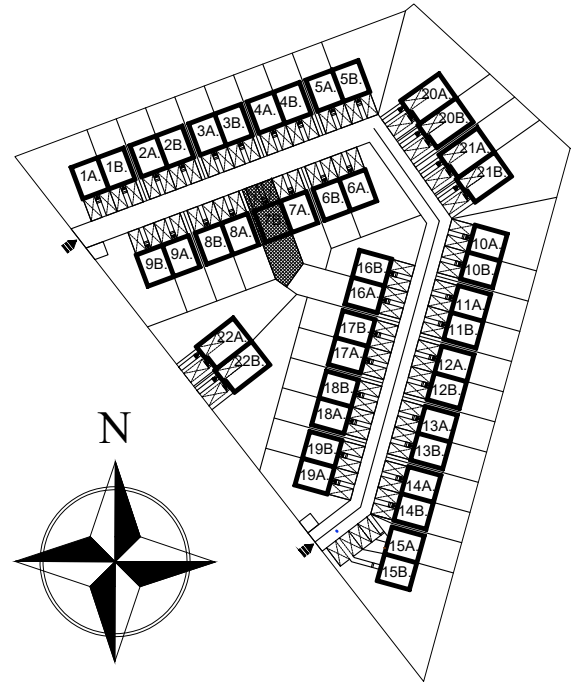 5A. 5B.
4A. 4B.
3A. 3B.
2A. 2B.
1A. 1B.
20A.
20B.
21A.
21B.
6B. 6A.
7A.
8B. 8A.
9B. 9A.
10A.
10B.
16B.
16A.
11A.
11B.
17B.
17A.
12A.
12B.
22A.
22B.
18B.
18A.
13A.
13B.
19B.
19A.
14A.
14B.
15A.
15B.
N